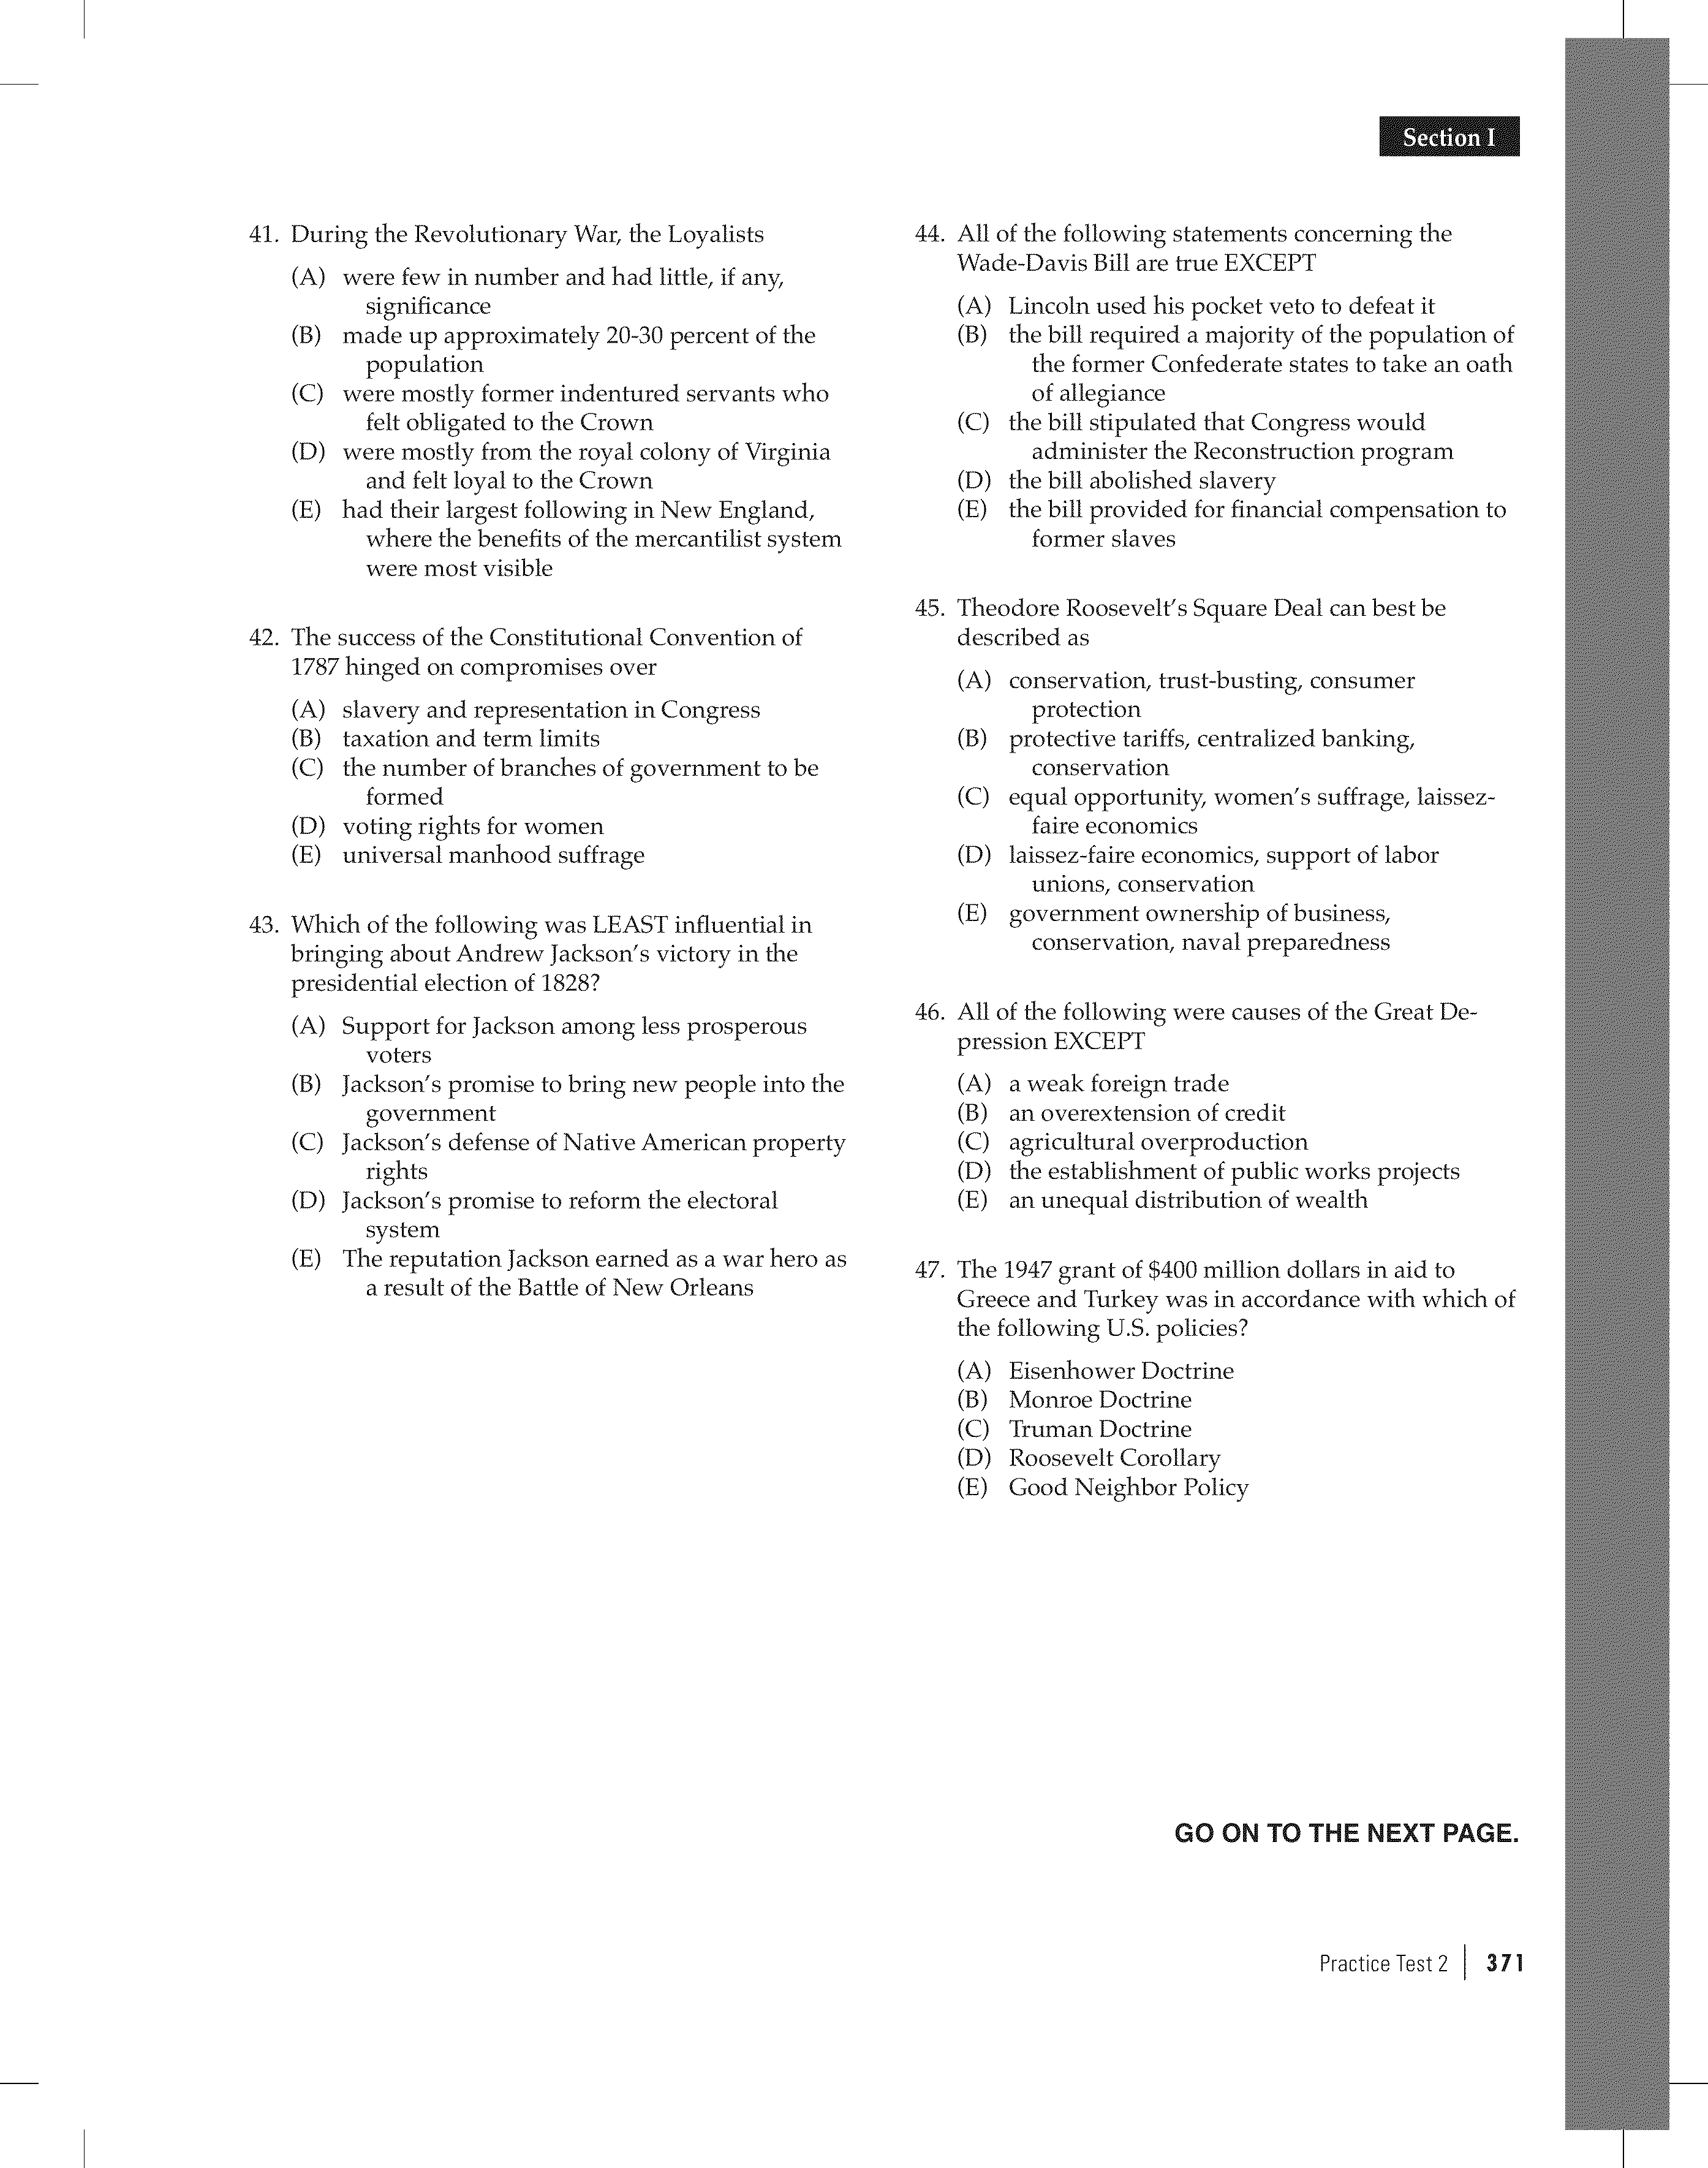 Section I
41. During the Revolutionary War, the Loyalists
(A) were few in number and had little, if any,
significance
(B) made up approximately 20-30 percent of the
population
(C) were mostly former indentured servants who
felt obligated to the Crown
(D) were mostly from the royal colony of Virginia
and felt loyal to the Crown
(E) had their largest following in New England,
where the benefits of the mercantilist system
were most visible
42. The success of the Constitutional Convention of
1787 hinged on compromises over
(A) slavery and representation in Congress
(B) taxation and term limits
(C) the number of branches of government to be
formed
(D) voting rights for women
(E) universal manhood suffrage
43. Which of the following was LEAST influential in
bringing about Andrew Jackson's victory in the
presidential election of 1828?
(A) Support for Jackson among less prosperous
voters
(B) Jackson's promise to bring new people into the
government
(C) Jackson's defense of Native American property
rights
(D) Jackson's promise to reform the electoral
system
(E) The reputation Jackson earned as a war hero as
a result of the Battle of New Orleans
44. All of the following statements concerning the
Wade-Davis Bill are true EXCEPT
(A) Lincoln used his pocket veto to defeat it
(B) the bill required a majority of the population of
the former Confederate states to take an oath
of allegiance
(C) the bill stipulated that Congress would
administer the Reconstruction program
(D) the bill abolished slavery
(E) the bill provided for financial compensation to
former slaves
45. Theodore Roosevelt's Square Deal can best be
described as
(A) conservation, trust-busting, consumer
protection
(B) protective tariffs, centralized banking,
conservation
(C) equal opportunity, women's suffrage, laissez-
faire economics
(D) laissez-faire economics, support of labor
unions, conservation
(E) government ownership of business,
conservation, naval preparedness
46. All of the following were causes of the Great De-
pression EXCEPT
(A) a weak foreign trade
(B) an overextension of credit
(C) agricultural overproduction
(D) the establishment of public works projects
(E) an unequal distribution of wealth
47. The 1947 grant of $400 million dollars in aid to
Greece and Turkey was in accordance with which of
the following U.S. policies?
(A) Eisenhower Doctrine
(B) Monroe Doctrine
(C) Truman Doctrine
(D) Roosevelt Corollary
(E) Good Neighbor Policy
GO ON TO THE NEXT PAGE.
Practice Test 2 | 371